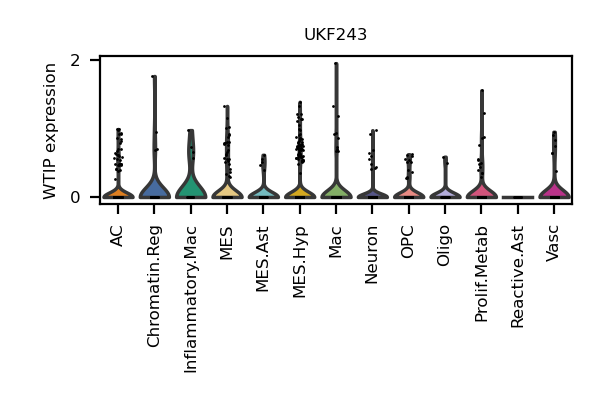 UKF243
WTIP expression
2
0
AC
Chromatin.Reg
Inflammatory.Mac
MES
MES.Ast
MES.Hyp
Mac
Neuron
OPC
Oligo
Prolif.Metab
Reactive.Ast
Vasc